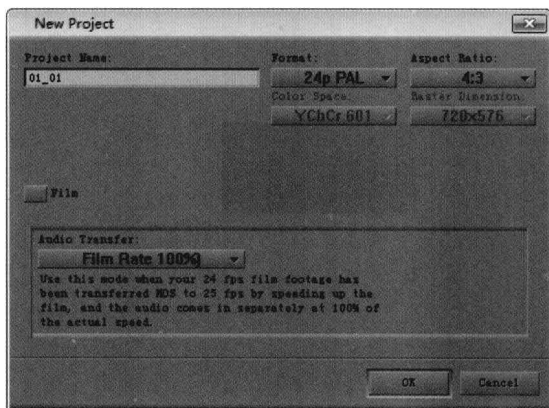 New Project
Project Name:
Format:
Aspect Ratio:
01_01
24p PAL
4:3
Color Space:
Raster Dimension:
YCbCr 601
720x576
Film
Audio Transfer:
Film Rate 100%
Use this mode when your 24 fps film footage has
been transferred MOS to 25 fps by speeding up the
film, and the audio comes in separately at 100% of
the actual speed.
OK
Cancel